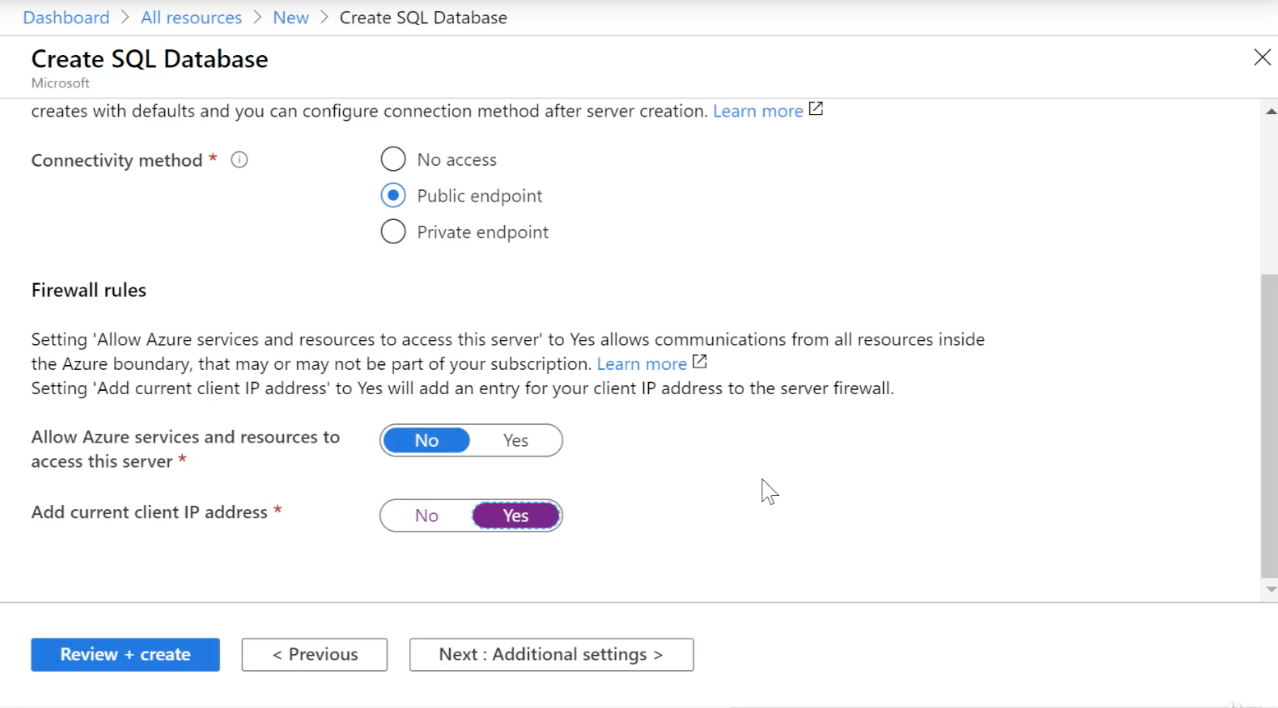 Dashboard > All resources > New > Create SQL Database
Create SQL Database
Microsoft
creates with defaults and you can configure connection method after server creation. Learn more
Connectivity method *
No access
Public endpoint
Private endpoint
Firewall rules
Setting 'Allow Azure services and resources to access this server' to Yes allows communications from all resources inside
the Azure boundary, that may or may not be part of your subscription. Learn more
Setting 'Add current client IP address' to Yes will add an entry for your client IP address to the server firewall.
Allow Azure services and resources to
access this server *
No Yes
Add current client IP address *
No Yes
Review + create
< Previous
Next : Additional settings >